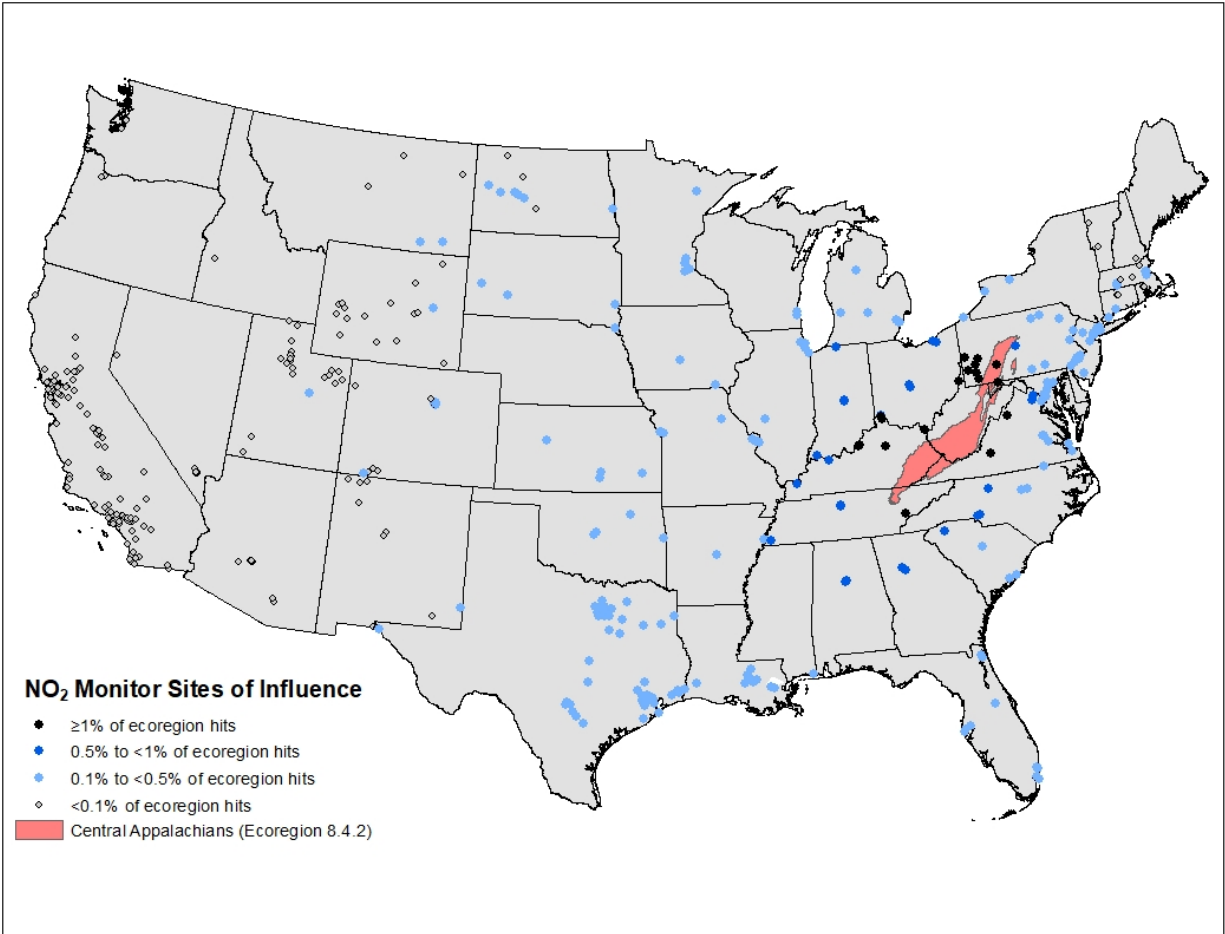 NO₂ Monitor Sites of Influence
≥1% of ecoregion hits
0.5% to <1% of ecoregion hits
0.1% to <0.5% of ecoregion hits
<0.1% of ecoregion hits
Central Appalachians (Ecoregion 8.4.2)